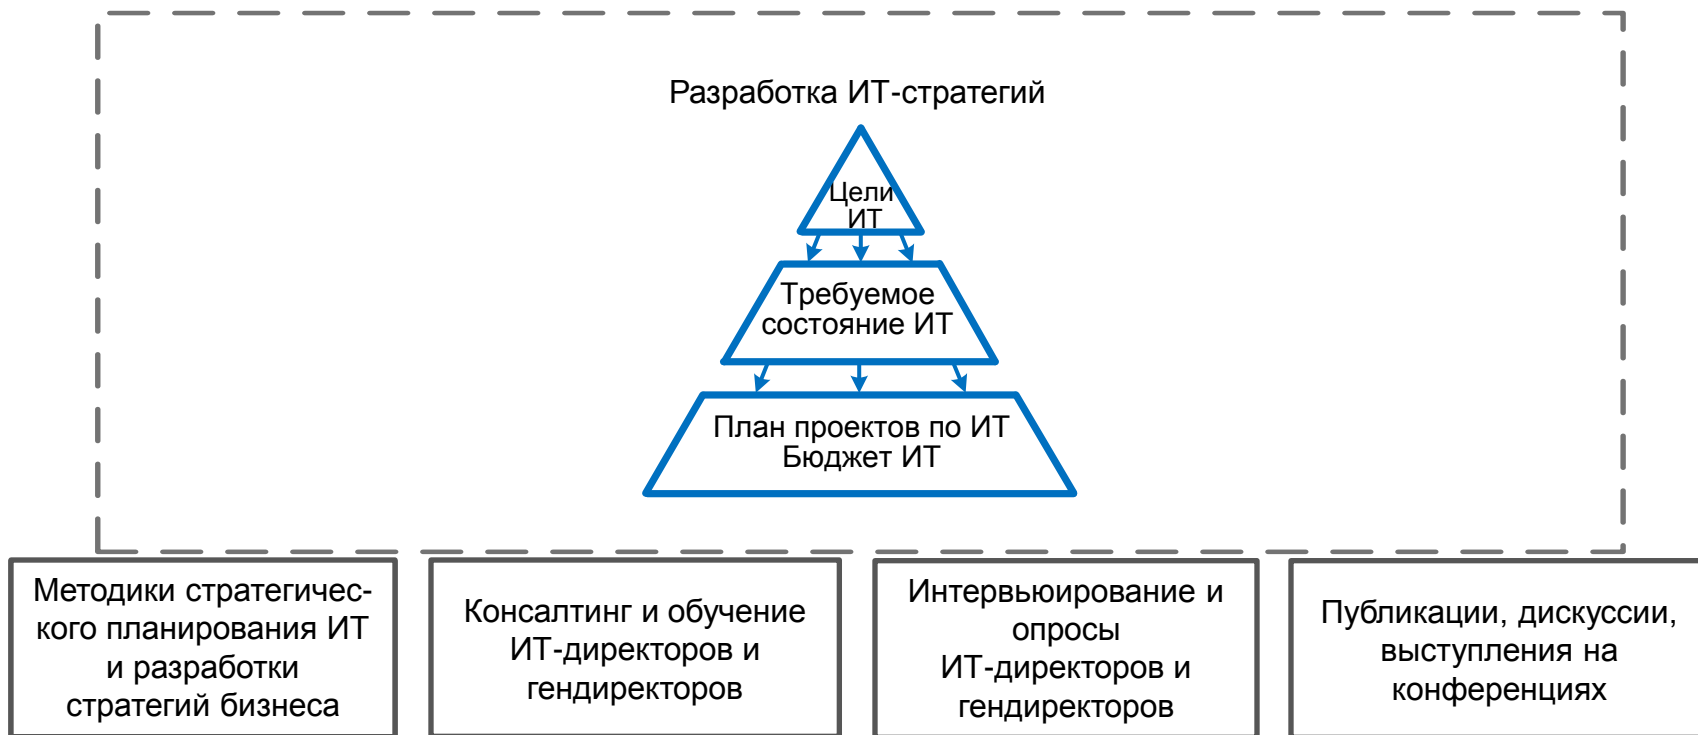 Разработка ИТ-стратегий
Цели
ИТ
Требуемое
состояние ИТ
План проектов по ИТ
Бюджет ИТ
Методики стратегичес-
кого планирования ИТ
и разработки
стратегий бизнеса
Консалтинг и обучение
ИТ-директоров и
гендиректоров
Интервьюирование и
опросы
ИТ-директоров и
гендиректоров
Публикации, дискуссии,
выступления на
конференциях